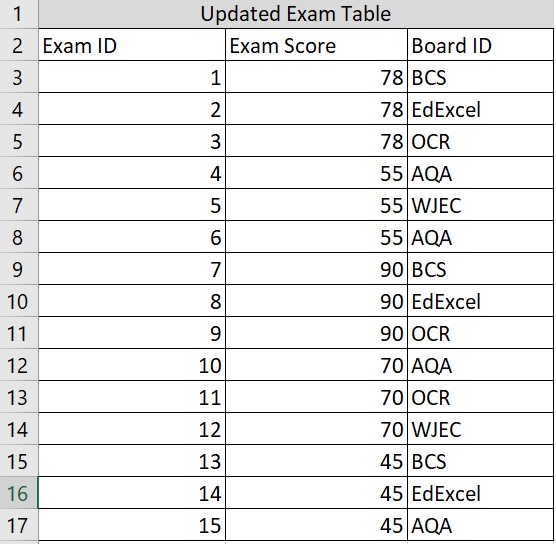 1 Updated Exam Table
2 Exam ID Exam Score Board ID
3 1 78 BCS
4 2 78 EdExcel
5 3 78 OCR
6 4 55 AQA
7 5 55 WJEC
8 6 55 AQA
9 7 90 BCS
10 8 90 EdExcel
11 9 90 OCR
12 10 70 AQA
13 11 70 OCR
14 12 70 WJEC
15 13 45 BCS
16 14 45 EdExcel
17 15 45 AQA